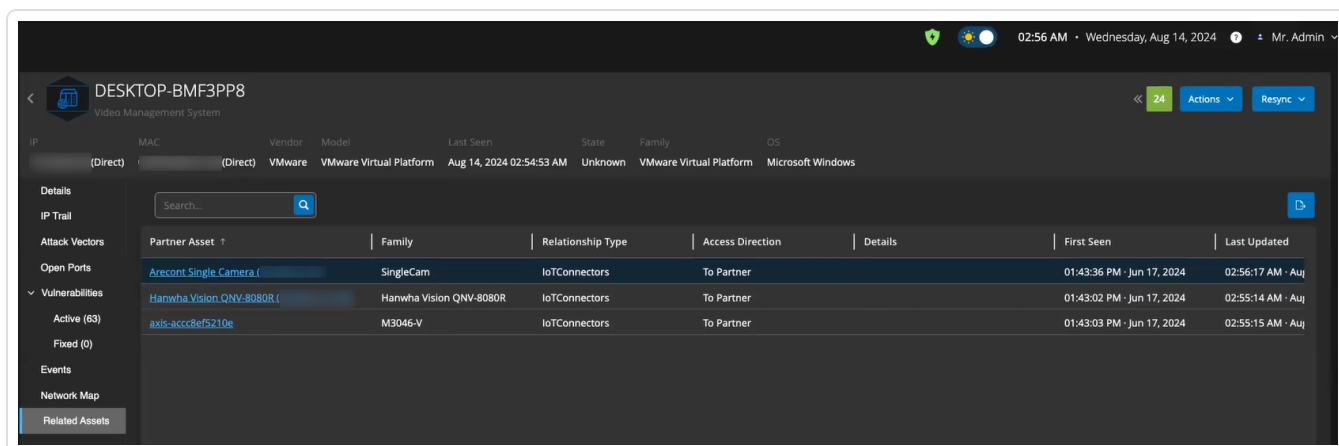 02:56 AM • Wednesday, Aug 14, 2024 ? Mr. Admin
DESKTOP-BMF3PP8
Video Management System
24 Actions Resync
IP MAC Vendor Model Last Seen State Family OS
(Direct) (Direct) VMware VMware Virtual Platform Aug 14, 2024 02:54:53 AM Unknown VMware Virtual Platform Microsoft Windows
Details
IP Trail
Attack Vectors
Open Ports
Vulnerabilities
Active (63)
Fixed (0)
Events
Network Map
Related Assets
Search...
Partner Asset ↑ Family Relationship Type Access Direction Details First Seen Last Updated
Arecont Single Camera ( SingleCam IoTConnectors To Partner 01:43:36 PM · Jun 17, 2024 02:56:17 AM · Aug
Hanwha Vision QNV-8080R ( Hanwha Vision QNV-8080R IoTConnectors To Partner 01:43:02 PM · Jun 17, 2024 02:55:14 AM · Aug
axis-accc8ef5210e M3046-V IoTConnectors To Partner 01:43:03 PM · Jun 17, 2024 02:55:15 AM · Aug